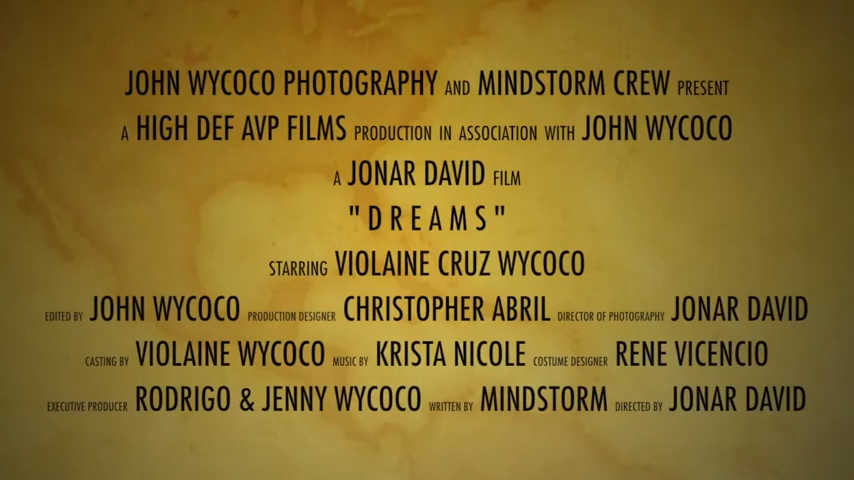 JOHN WYCOCO PHOTOGRAPHY AND MINDSTORM CREW PRESENT
A HIGH DEF AVP FILMS PRODUCTION IN ASSOCIATION WITH JOHN WYCOCO
A JONAR DAVID FILM
"DREAMS"
STARRING VIOLAINE CRUZ WYCOCO
EDITED BY JOHN WYCOCO PRODUCTION DESIGNER CHRISTOPHER ABRIL DIRECTOR OF PHOTOGRAPHY JONAR DAVID
CASTING BY VIOLAINE WYCOCO MUSIC BY KRISTA NICOLE COSTUME DESIGNER RENE VICENCIO
EXECUTIVE PRODUCER RODRIGO & JENNY WYCOCO WRITTEN BY MINDSTORM DIRECTED BY JONAR DAVID